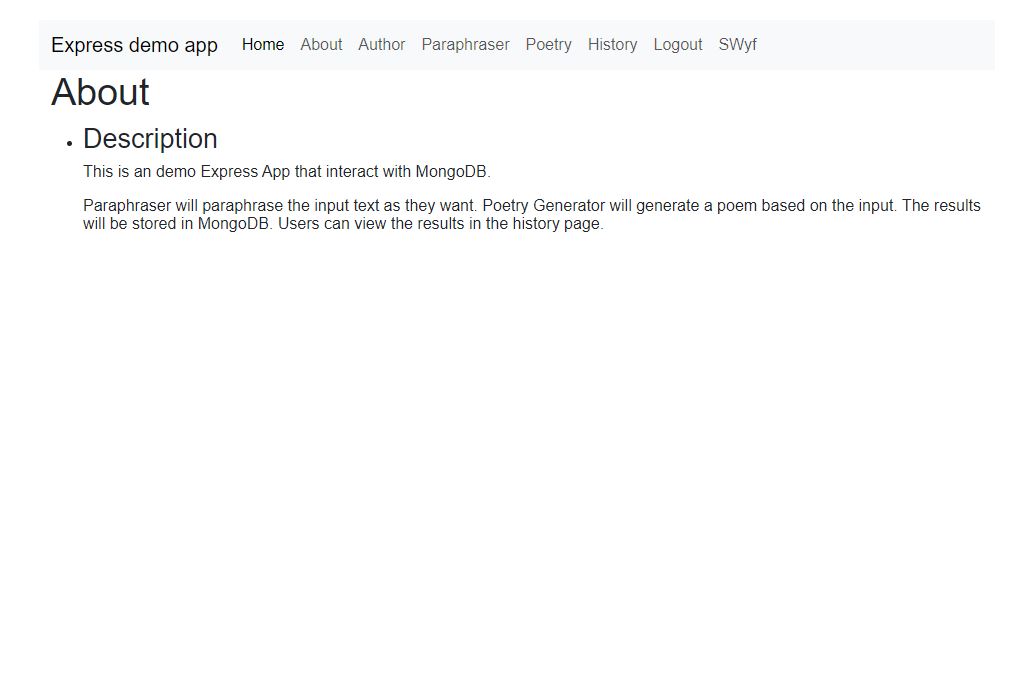 Express demo app Home About Author Paraphraser Poetry History Logout SWyf
About
Description
This is an demo Express App that interact with MongoDB.
Paraphraser will paraphrase the input text as they want. Poetry Generator will generate a poem based on the input. The results
will be stored in MongoDB. Users can view the results in the history page.